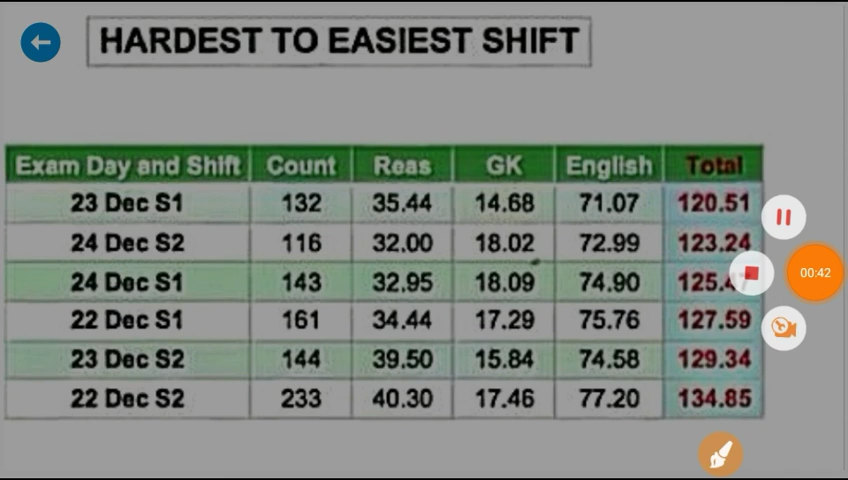 HARDEST TO EASIEST SHIFT
Exam Day and Shift Count Reas GK English Total
23 Dec S1 132 35.44 14.68 71.07 120.51
24 Dec S2 116 32.00 18.02 72.99 123.24
24 Dec S1 143 32.95 18.09 74.90
22 Dec S1 161 34.44 17.29 75.76 127.59
23 Dec S2 144 39.50 15.84 74.58 129.34
22 Dec S2 233 40.30 17.46 77.20 134.85
00:42